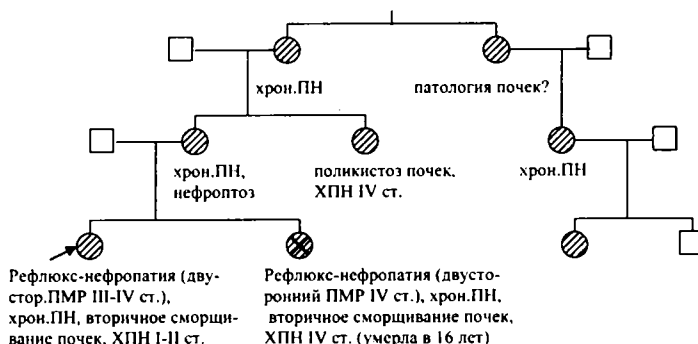 хрон.ПН
патология почек?
хрон.ПН,
нефроптоз
поликистоз почек,
ХПН IV ст.
хрон.ПН
Рефлюкс-нефропатия (дву-
стор.ПМР III-IV ст.),
хрон.ПН, вторичное сморщи-
вание почек, ХПН I-II ст.
Рефлюкс-нефропатия (двусто-
ронний ПМР IV ст.), хрон.ПН,
вторичное сморщивание почек,
ХПН IV ст. (умерла в 16 лет)